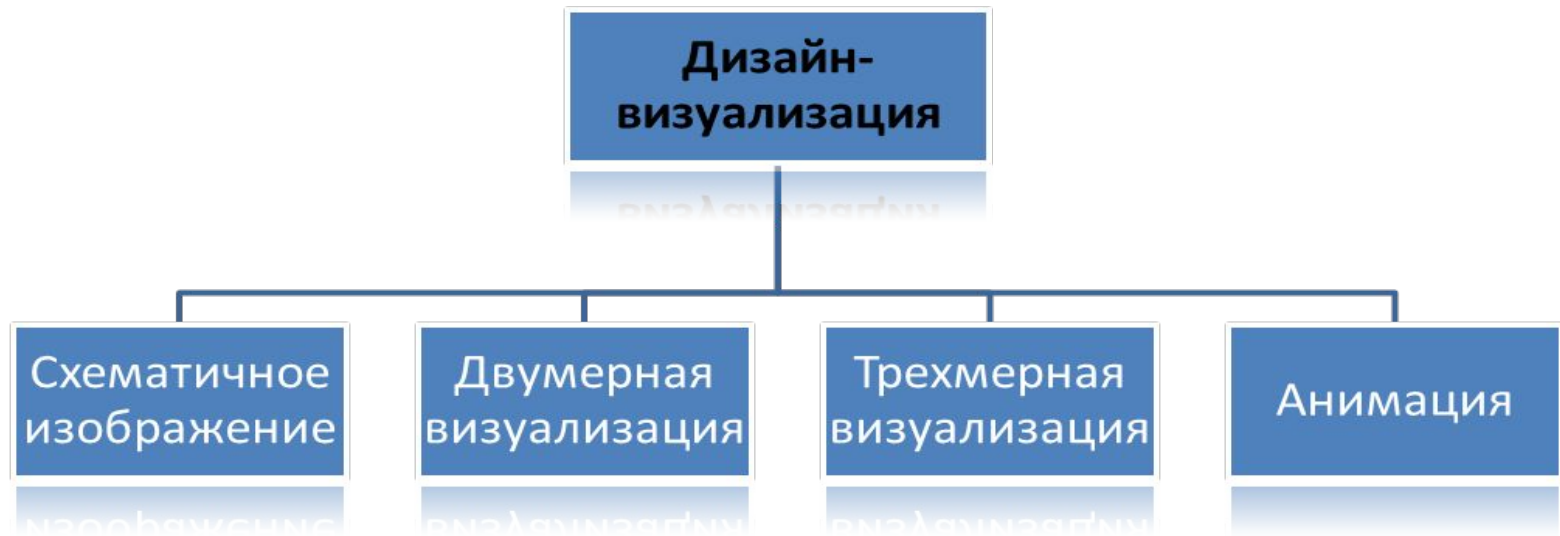 Дизайн-
визуализация
Схематичное
изображение
Двумерная
визуализация
Трехмерная
визуализация
Анимация